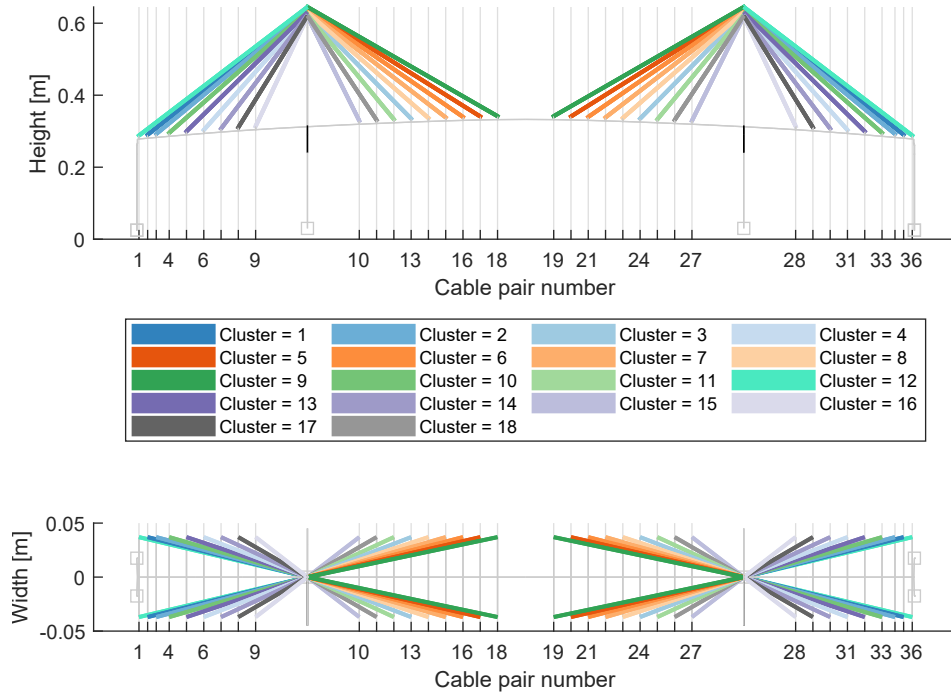 0.6
0.4
0.2
0
Height [m]
1 4 6 9 10 13 16 18 19 21 24 27 28 31 33 36
Cable pair number
Cluster = 1 Cluster = 2 Cluster = 3 Cluster = 4
Cluster = 5 Cluster = 6 Cluster = 7 Cluster = 8
Cluster = 9 Cluster = 10 Cluster = 11 Cluster = 12
Cluster = 13 Cluster = 14 Cluster = 15 Cluster = 16
Cluster = 17 Cluster = 18
0.05
0
-0.05
Width [m]
1 4 6 9 10 13 16 18 19 21 24 27 28 31 33 36
Cable pair number